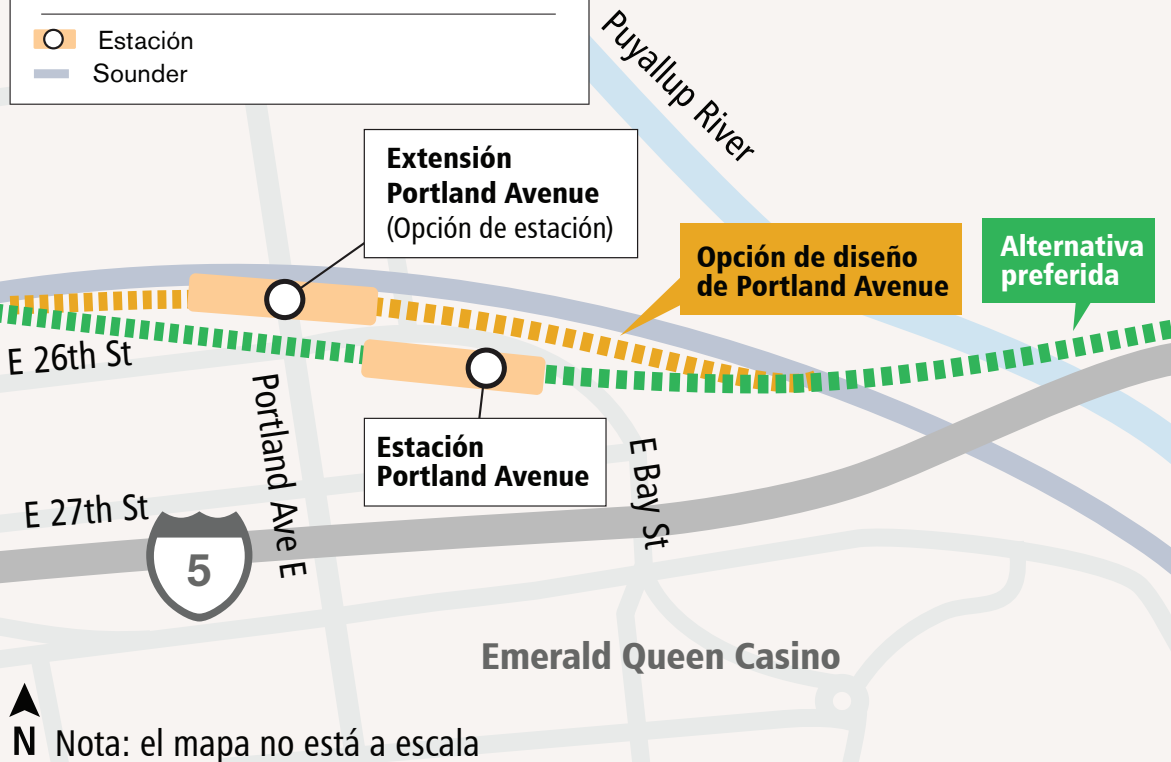 Estación
Sounder
Puyallup River
Extensión
Portland Avenue
(Opción de estación)
Opción de diseño
de Portland Avenue
Alternativa
preferida
E 26th St
Portland Ave E
Estación
Portland Avenue
E Bay St
E 27th St
5
Emerald Queen Casino
N Nota: el mapa no está a escala